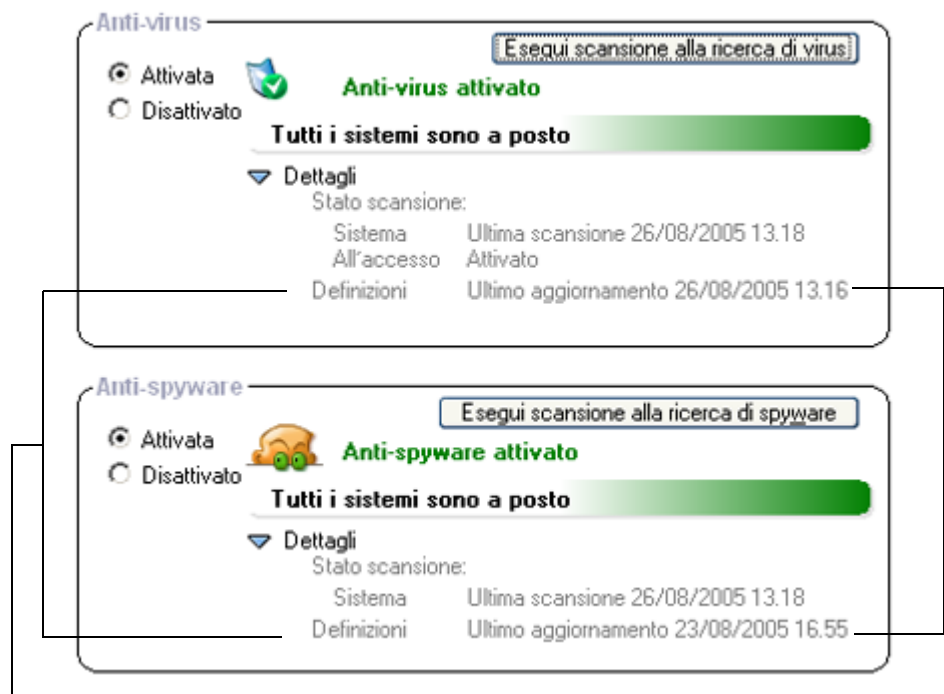 Anti-virus
Esegui scansione alla ricerca di virus
Attivata
Disattivato
Anti-virus attivato
Tutti i sistemi sono a posto
Dettagli
Stato scansione:
Sistema Ultima scansione 26/08/2005 13.18
All'accesso Attivato
Definizioni Ultimo aggiornamento 26/08/2005 13.16
Anti-spyware
Esegui scansione alla ricerca di spyware
Attivata
Disattivato
Anti-spyware attivato
Tutti i sistemi sono a posto
Dettagli
Stato scansione:
Sistema Ultima scansione 26/08/2005 13.18
Definizioni Ultimo aggiornamento 23/08/2005 16.55